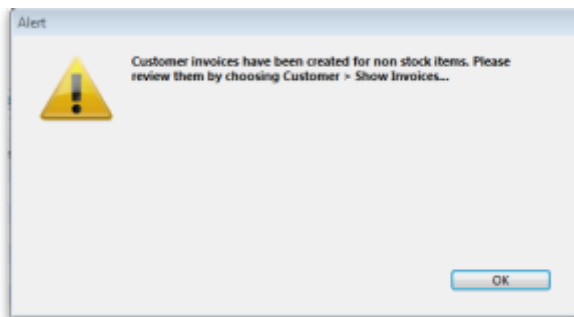 Alert
Customer invoices have been created for non stock items. Please
review them by choosing Customer > Show Invoices...
OK